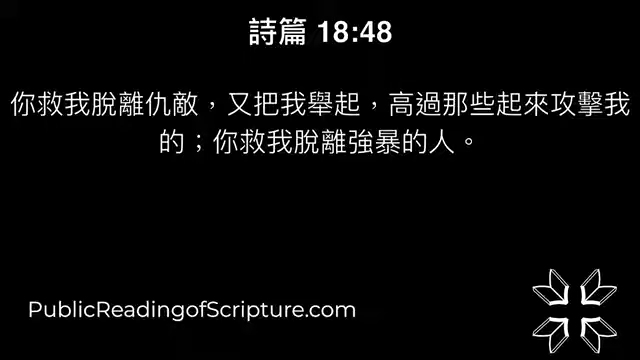 詩篇 18:48
你救我脫離仇敵，又把我舉起，高過那些起來攻擊我
的；你救我脫離強暴的人。
PublicReadingofScripture.com